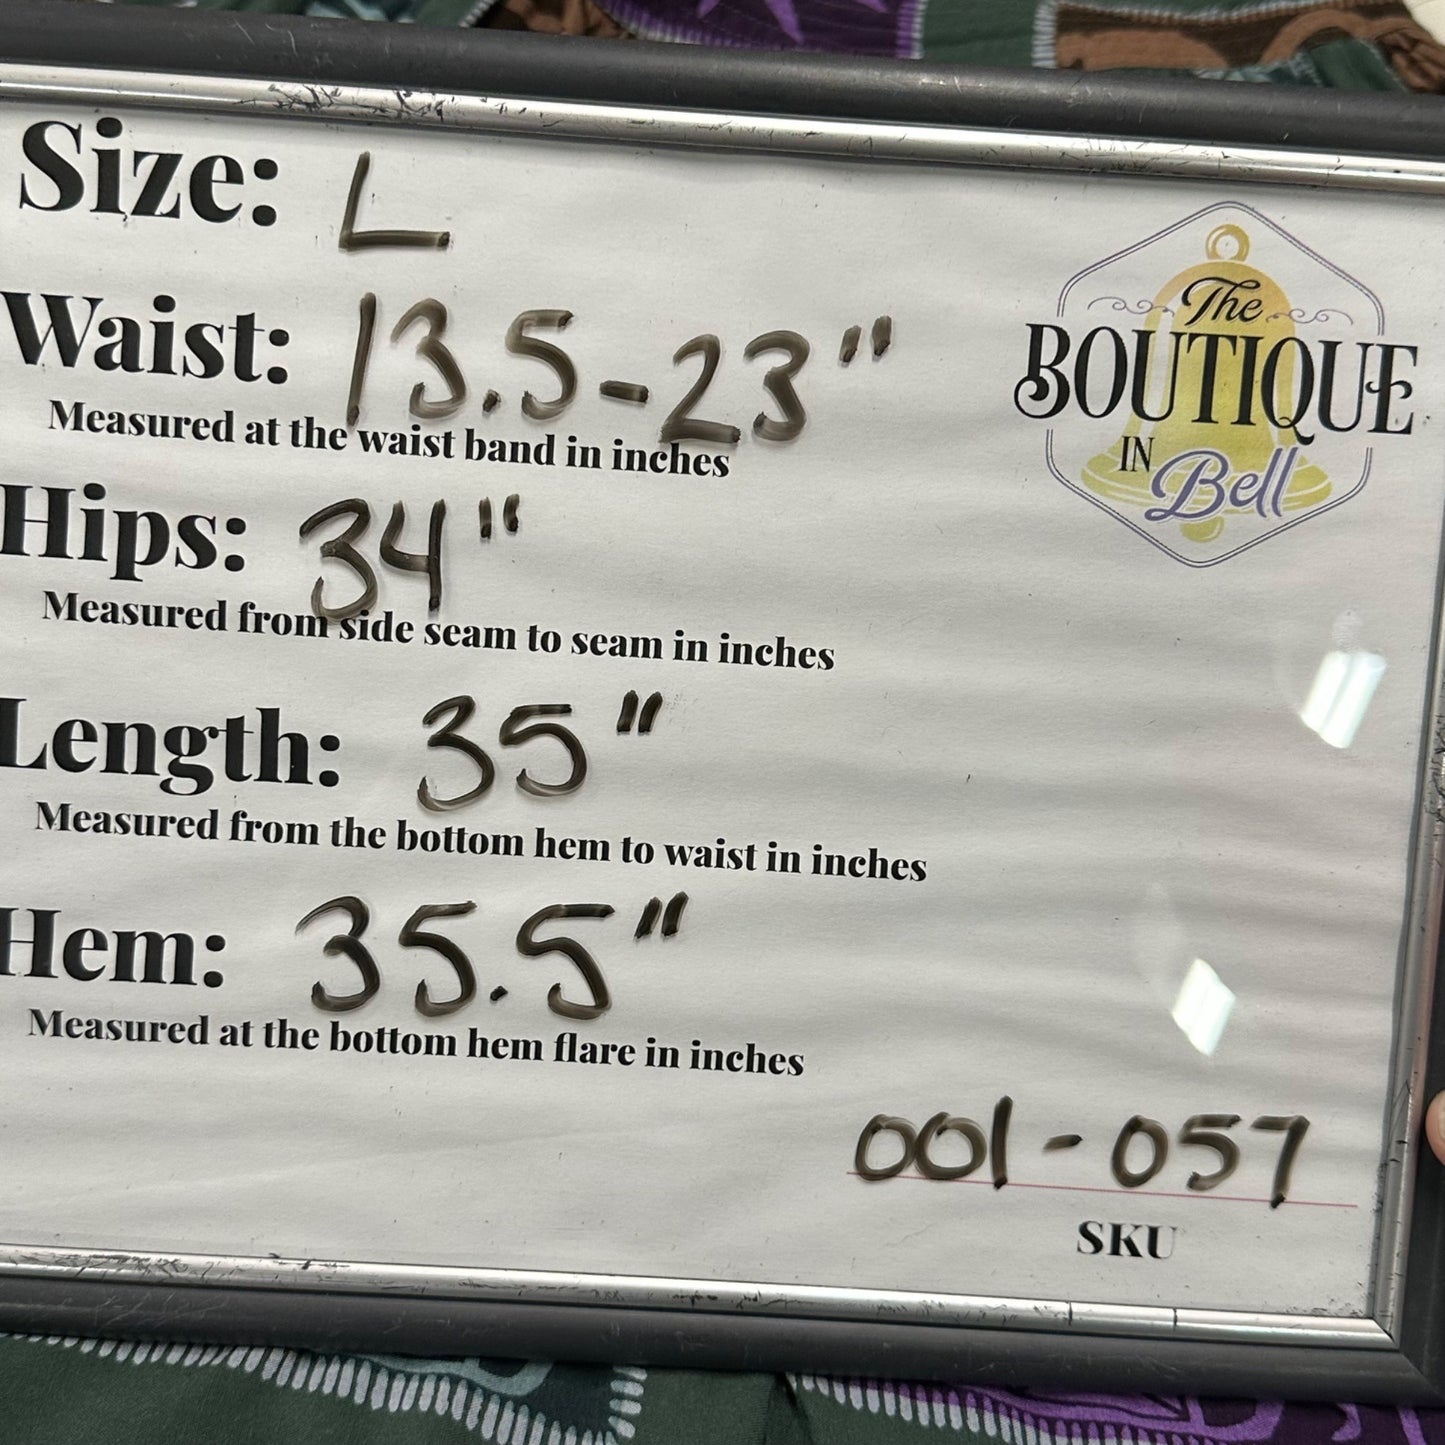 Size: L
Waist: 13.5-23"
Measured at the waist band in inches
Hips: 34"
Measured from side seam to seam in inches
Length: 35"
Measured from the bottom hem to waist in inches
Hem: 35.5"
Measured at the bottom hem flare in inches
The
BOUTIQUE
IN
Bell
001-057
SKU